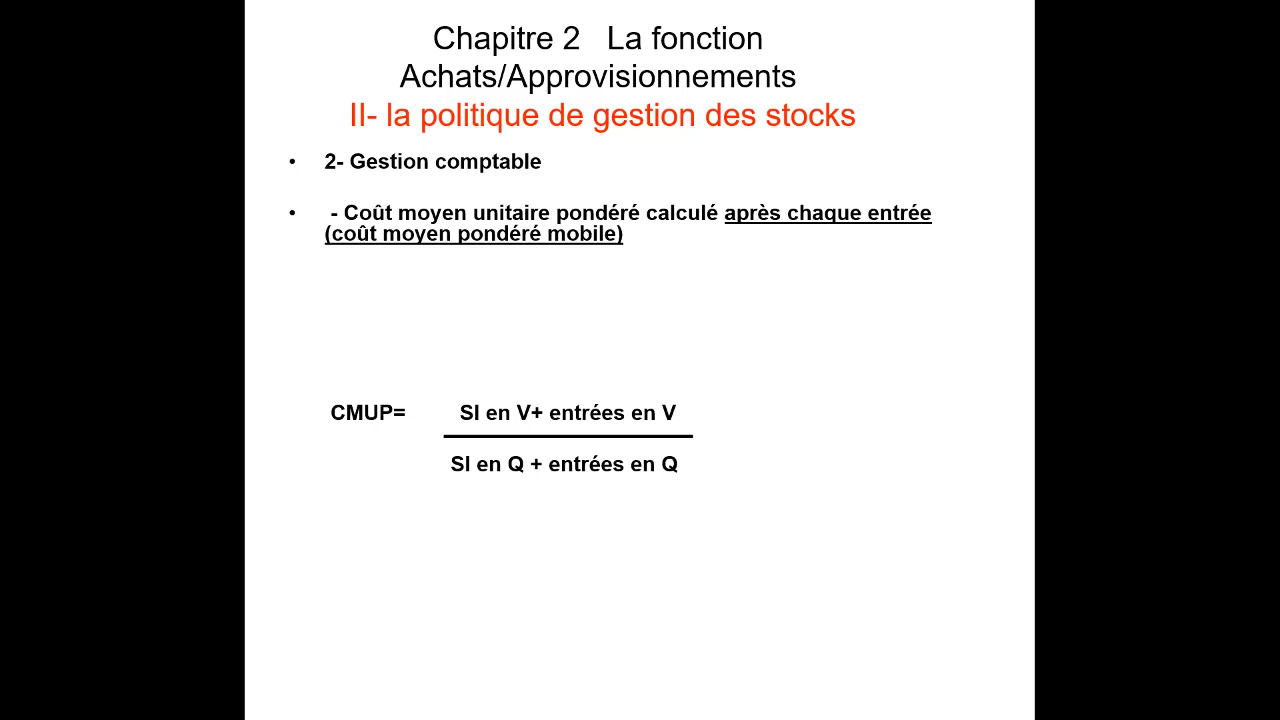 Chapitre 2   La fonction
Achats/Approvisionnements
II- la politique de gestion des stocks
• 2- Gestion comptable
• - Coût moyen unitaire pondéré calculé après chaque entrée
(coût moyen pondéré mobile)
CMUP= SI en V+ entrées en V
SI en Q + entrées en Q